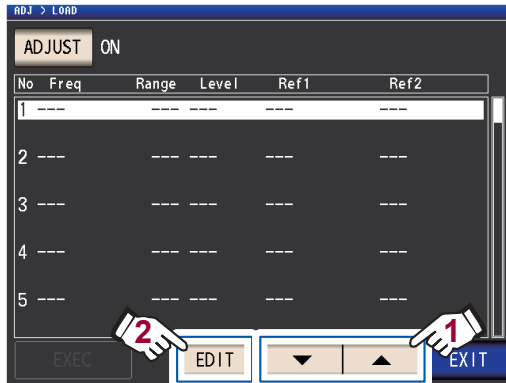 ADJ > LOAD
ADJUST ON
No Freq Range Level Ref1 Ref2
1 --- --- --- --- ---
2 --- --- --- --- ---
3 --- --- --- --- ---
4 --- --- --- --- ---
5 --- --- --- --- ---
2 1
EXEC EDIT ▼ ▲ EXIT